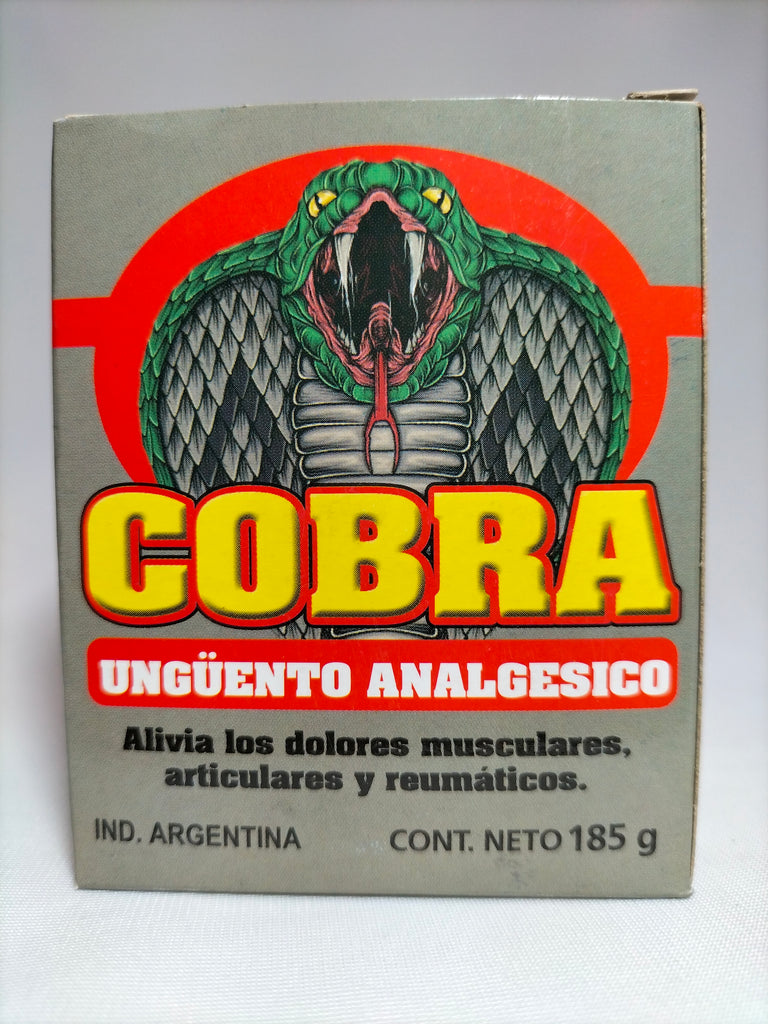 COBRA
UNGÜENTO ANALGESICO
Alivia los dolores musculares,
articulares y reumáticos.
IND. ARGENTINA CONT. NETO 185 g